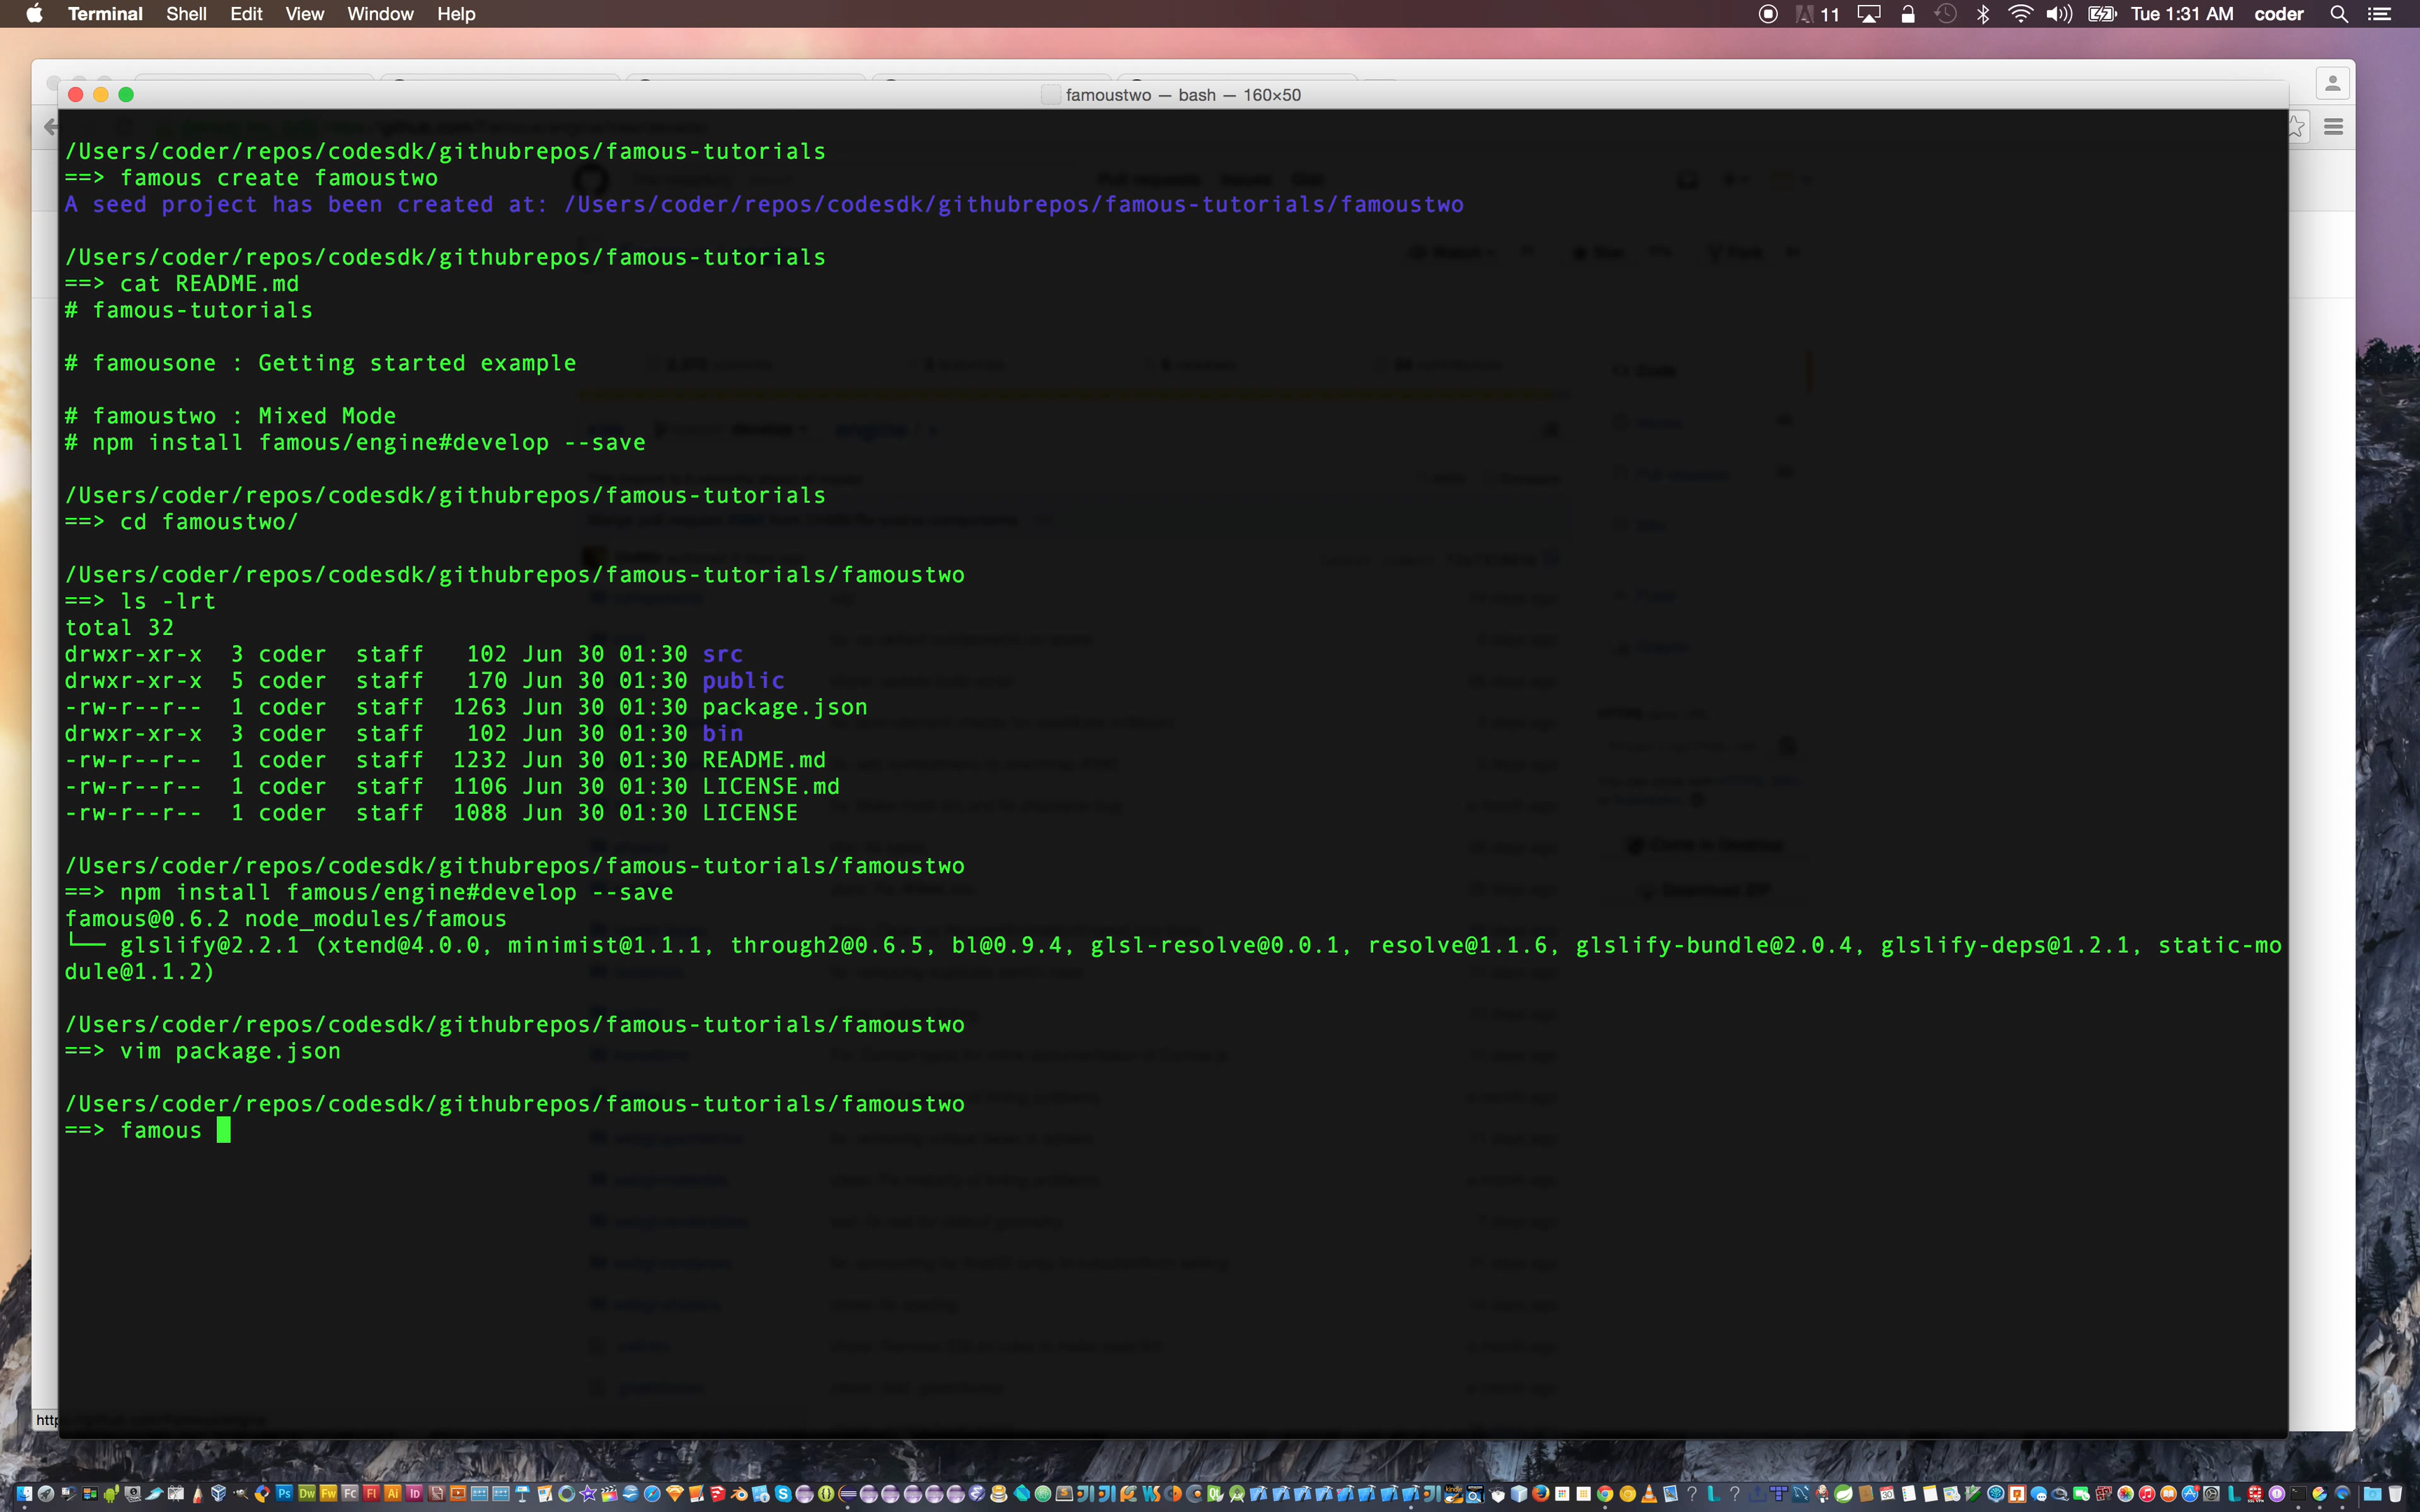 Terminal Shell Edit View Window Help 11 Tue 1:31 AM coder
famoustwo — bash — 160×50
/Users/coder/repos/codesdk/githubrepos/famous-tutorials
==> famous create famoustwo
A seed project has been created at: /Users/coder/repos/codesdk/githubrepos/famous-tutorials/famoustwo
/Users/coder/repos/codesdk/githubrepos/famous-tutorials
==> cat README.md
# famous-tutorials
# famousone : Getting started example
# famoustwo : Mixed Mode
# npm install famous/engine#develop --save
/Users/coder/repos/codesdk/githubrepos/famous-tutorials
==> cd famoustwo/
/Users/coder/repos/codesdk/githubrepos/famous-tutorials/famoustwo
==> ls -lrt
total 32
drwxr-xr-x 3 coder staff 102 Jun 30 01:30 src
drwxr-xr-x 5 coder staff 170 Jun 30 01:30 public
-rw-r--r-- 1 coder staff 1263 Jun 30 01:30 package.json
drwxr-xr-x 3 coder staff 102 Jun 30 01:30 bin
-rw-r--r-- 1 coder staff 1232 Jun 30 01:30 README.md
-rw-r--r-- 1 coder staff 1106 Jun 30 01:30 LICENSE.md
-rw-r--r-- 1 coder staff 1088 Jun 30 01:30 LICENSE
/Users/coder/repos/codesdk/githubrepos/famous-tutorials/famoustwo
==> npm install famous/engine#develop --save
famous@0.6.2 node_modules/famous
└── glslify@2.2.1 (xtend@4.0.0, minimist@1.1.1, through2@0.6.5, bl@0.9.4, glsl-resolve@0.0.1, resolve@1.1.6, glslify-bundle@2.0.4, glslify-deps@1.2.1, static-mo
dule@1.1.2)
/Users/coder/repos/codesdk/githubrepos/famous-tutorials/famoustwo
==> vim package.json
/Users/coder/repos/codesdk/githubrepos/famous-tutorials/famoustwo
==> famous
http